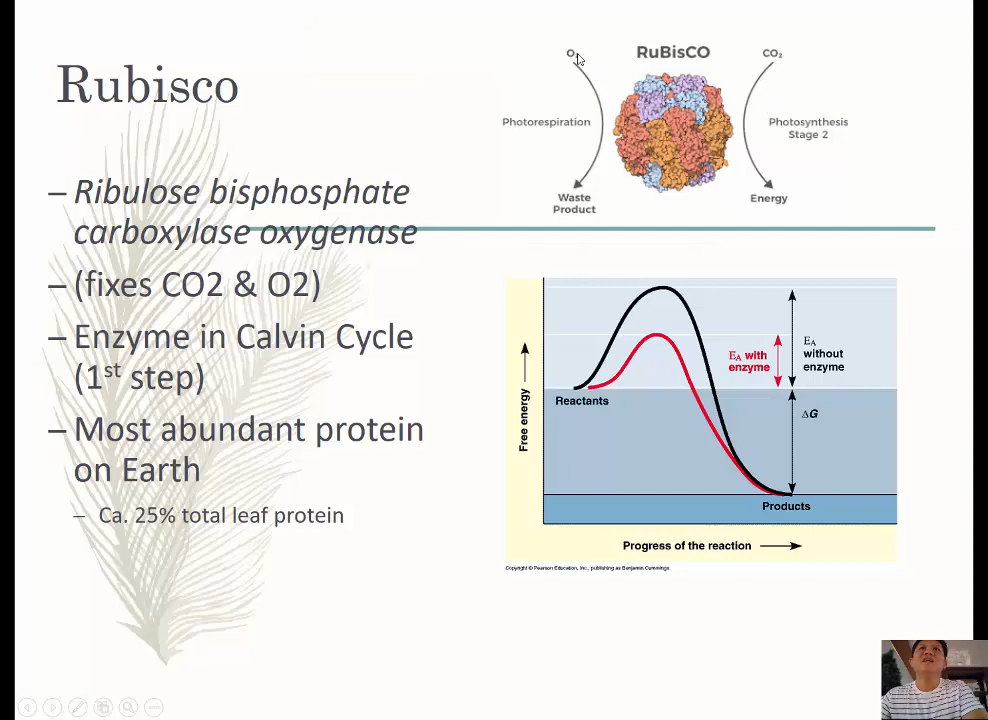 Rubisco
– Ribulose bisphosphate
carboxylase oxygenase
– (fixes CO2 & O2)
– Enzyme in Calvin Cycle
(1st step)
– Most abundant protein
on Earth
– Ca. 25% total leaf protein
O₂
RuBisCO
CO₂
Photorespiration
Photosynthesis
Stage 2
Waste
Product
Energy
EA with
enzyme
EA
without
enzyme
Reactants
ΔG
Free energy
Products
Progress of the reaction
Copyright © Pearson Education, Inc., publishing as Benjamin Cummings.